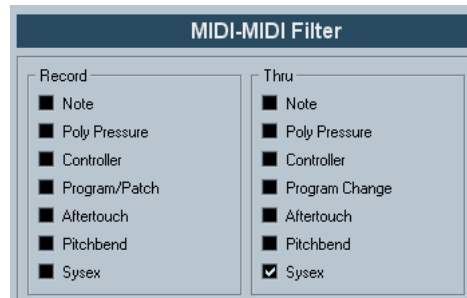 MIDI-MIDI Filter
Record
Note
Poly Pressure
Controller
Program/Patch
Aftertouch
Pitchbend
Sysex
Thru
Note
Poly Pressure
Controller
Program Change
Aftertouch
Pitchbend
Sysex